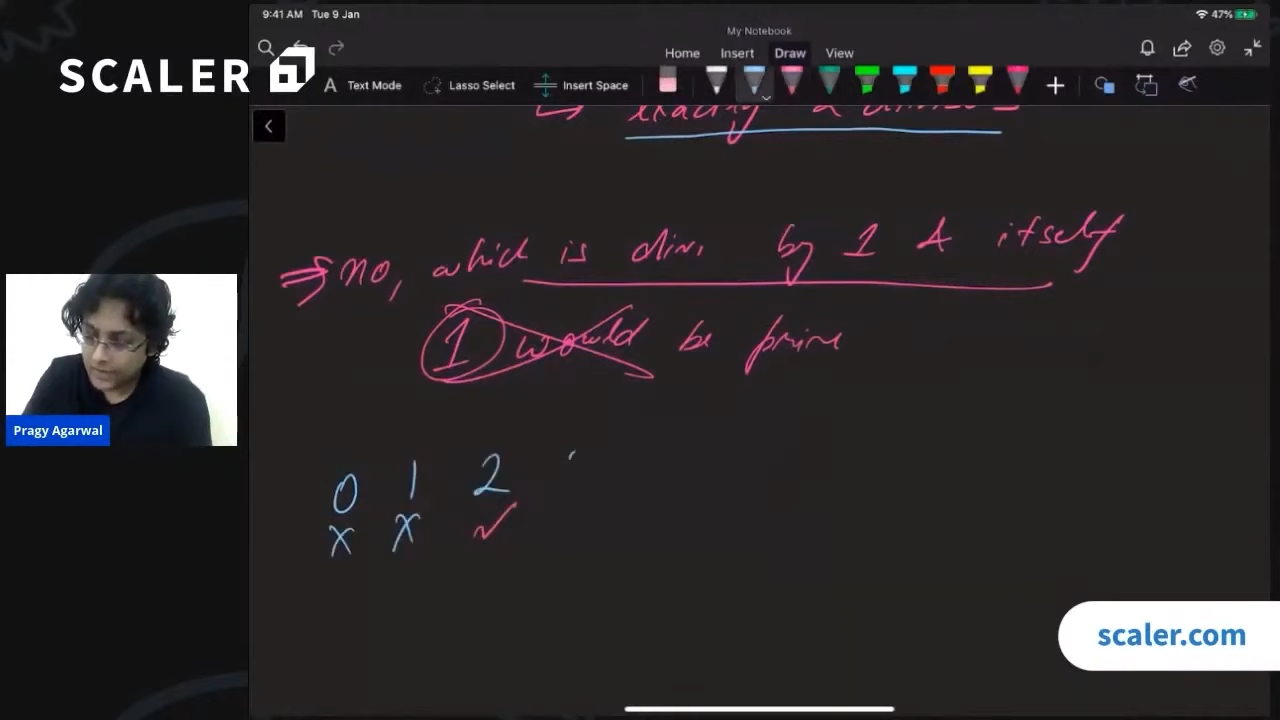 9:41 AM Tue 9 Jan
47%
My Notebook
SCALER
Home Insert Draw View
Text Mode Lasso Select Insert Space
exactly 2
⇒ no, which is div. by 1 & itself
1 would be prime
Pragy Agarwal
0 1 2
x x ✓
scaler.com